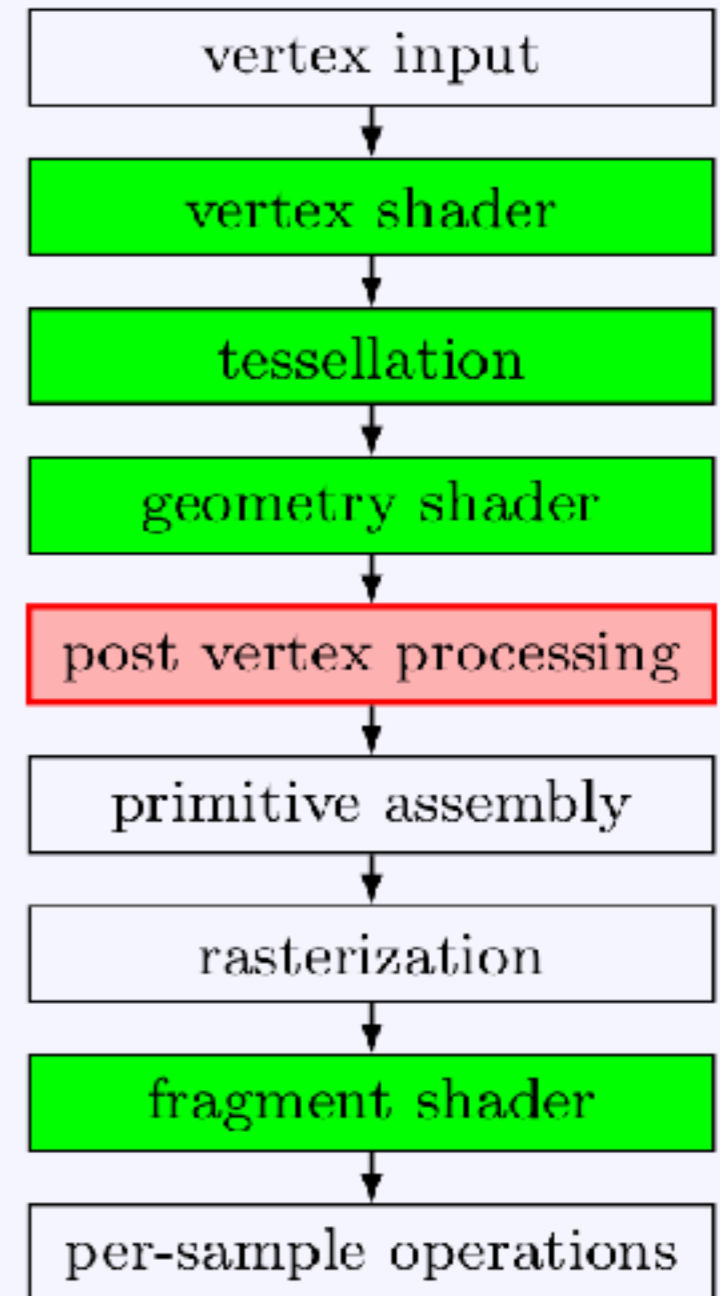 vertex input
vertex shader
tessellation
geometry shader
post vertex processing
primitive assembly
rasterization
fragment shader
per-sample operations